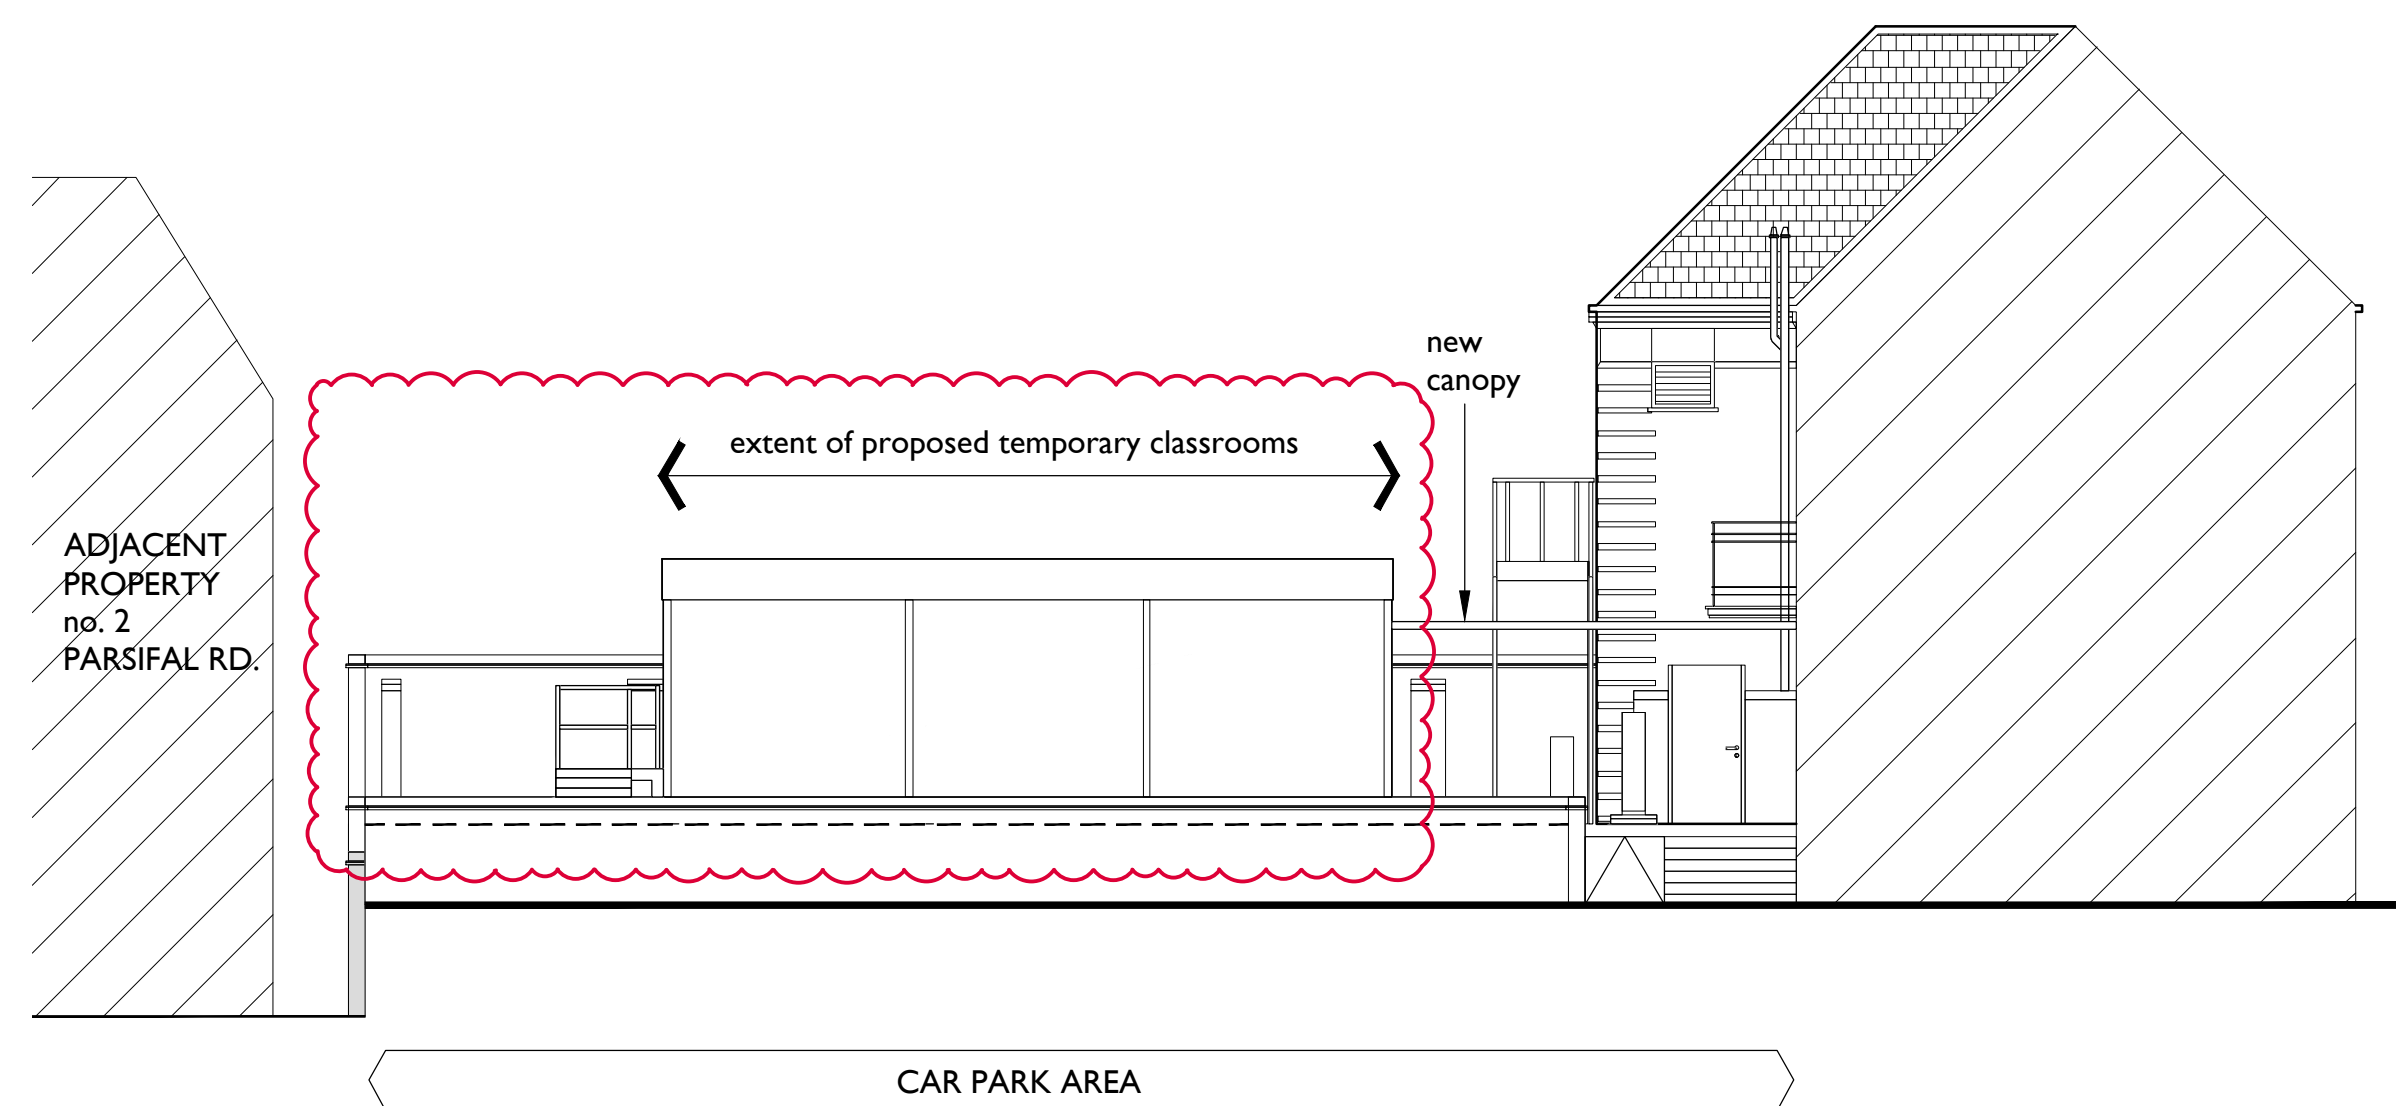 new
canopy
extent of proposed temporary classrooms
ADJACENT
PROPERTY
no. 2
PARSIFAL RD.
CAR PARK AREA